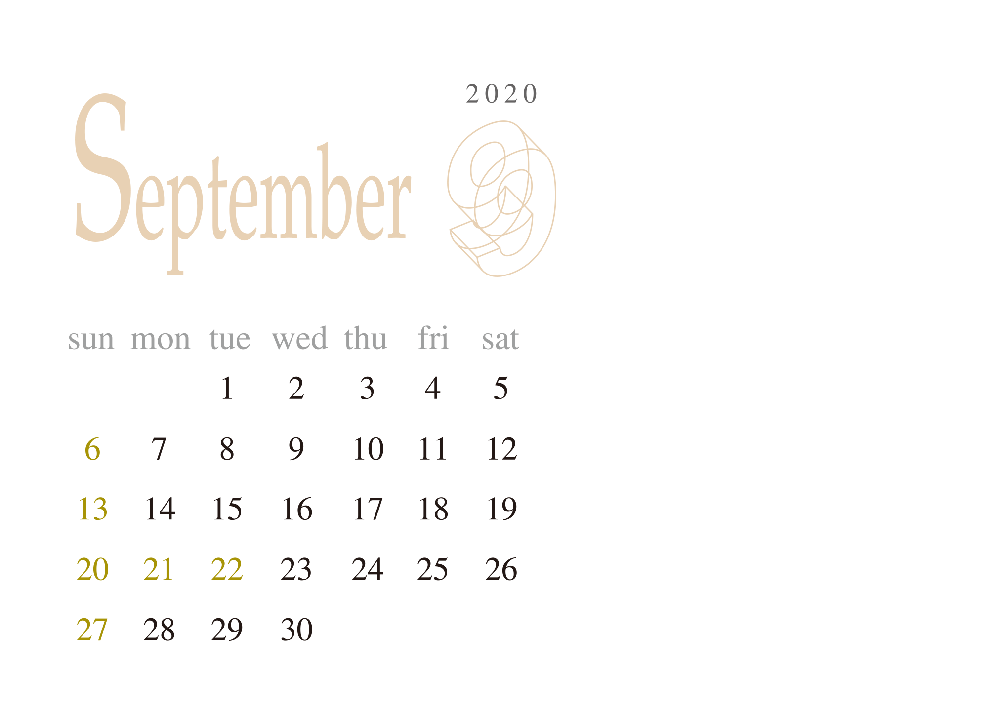 2020
September 9
sun mon tue wed thu fri sat
1 2 3 4 5
6 7 8 9 10 11 12
13 14 15 16 17 18 19
20 21 22 23 24 25 26
27 28 29 30